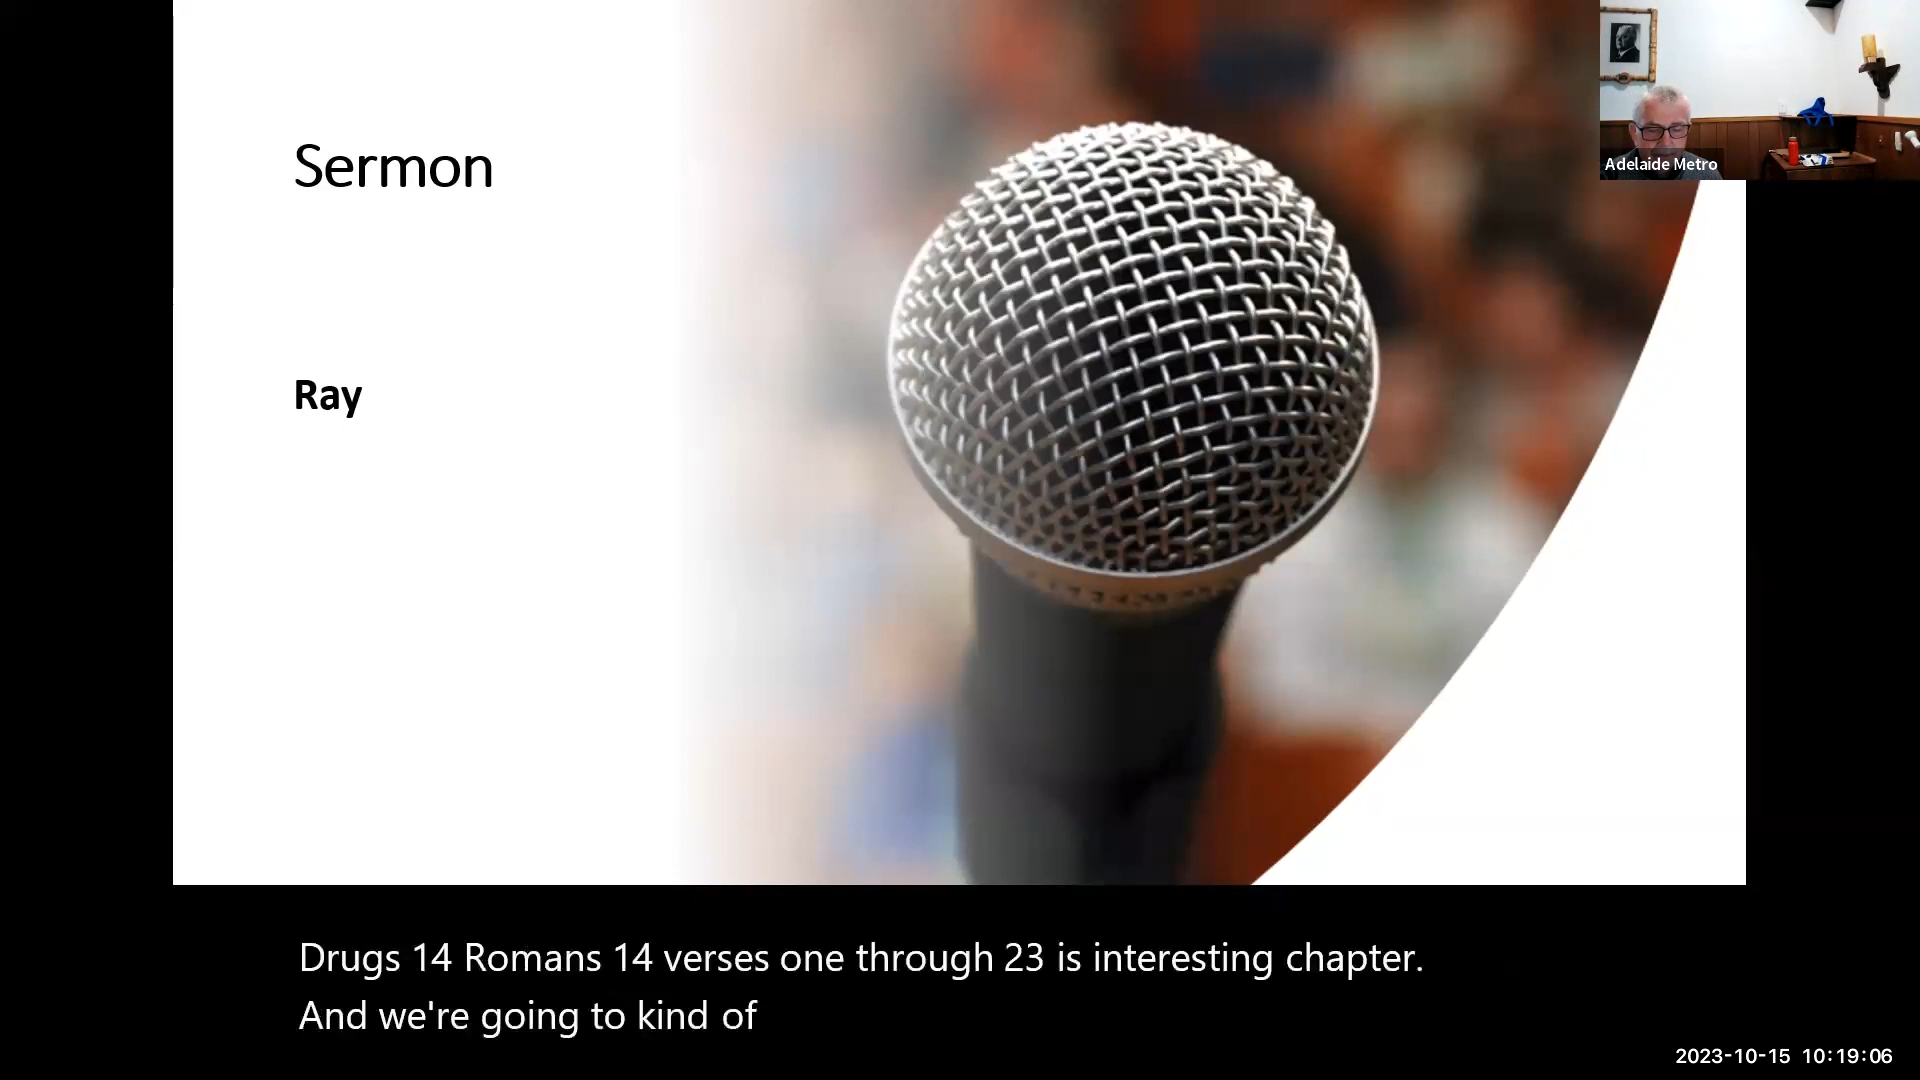 Sermon
Ray
Adelaide Metro
Drugs 14 Romans 14 verses one through 23 is interesting chapter.
And we're going to kind of
2023-10-15 10:19:06